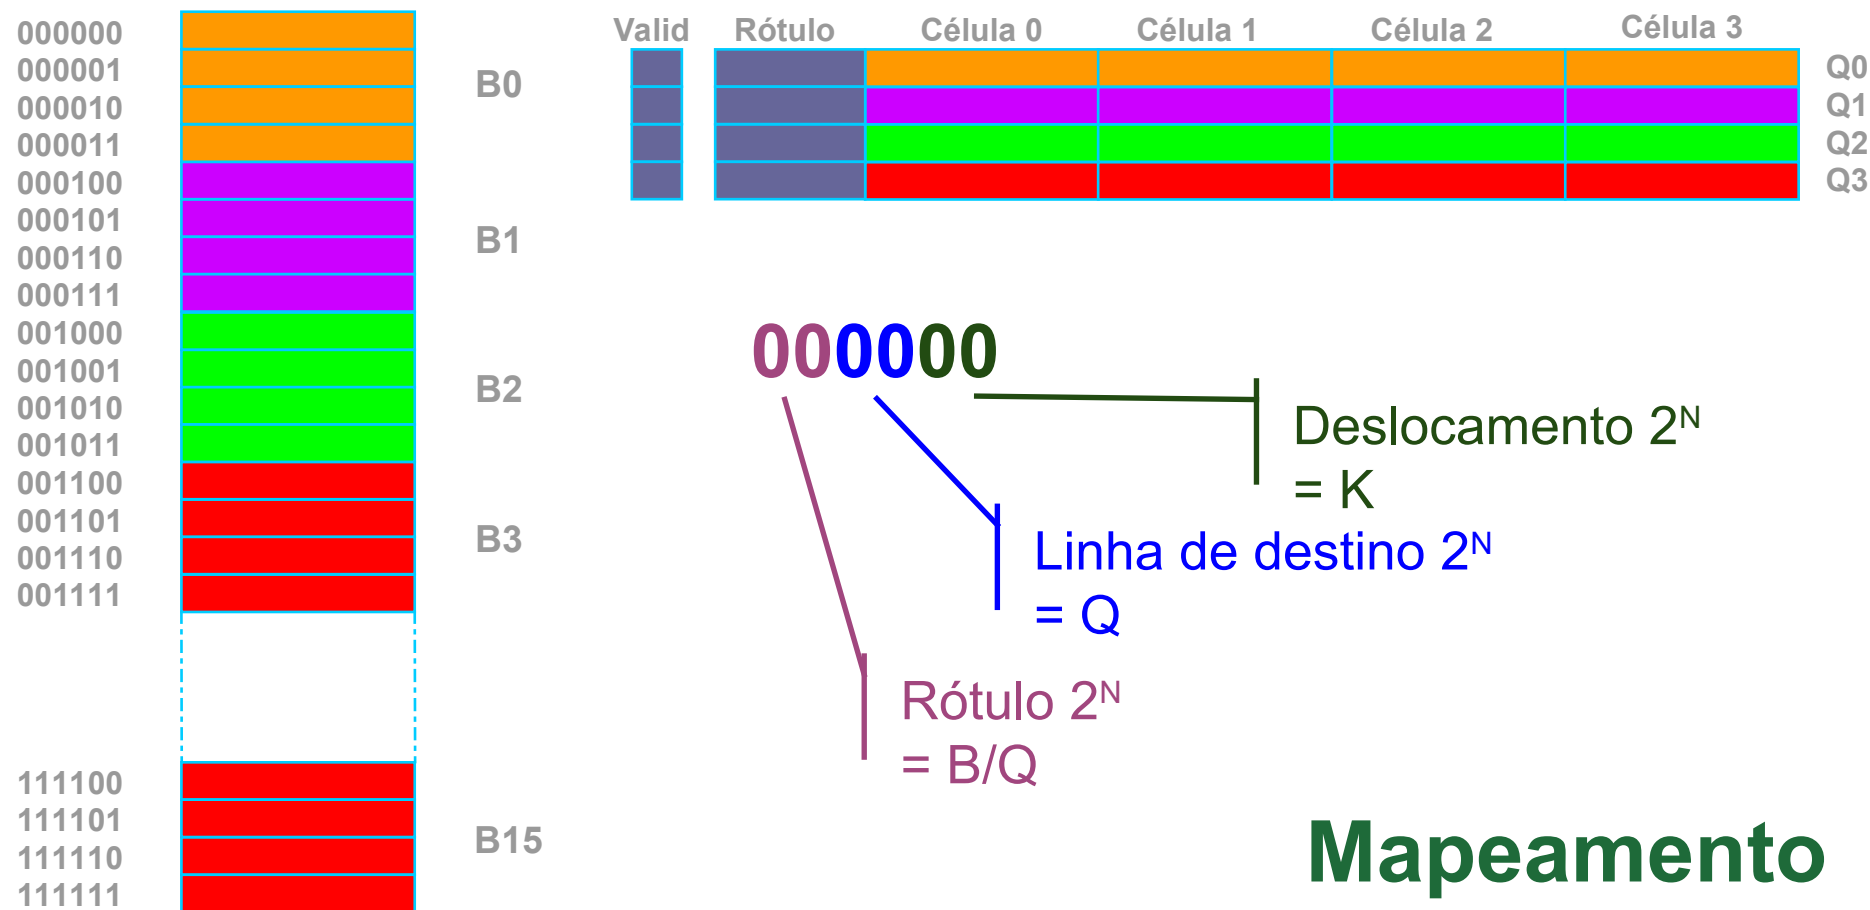 Valid Rótulo Célula 0 Célula 1 Célula 2 Célula 3
000000
000001
000010
000011
B0
000100
000101
000110
000111
B1
001000
001001
001010
001011
B2
001100
001101
001110
001111
B3
111100
111101
111110
111111
B15
Q0
Q1
Q2
Q3
000000
Deslocamento 2ᴺ
= K
Linha de destino 2ᴺ
= Q
Rótulo 2ᴺ
= B/Q
Mapeamento